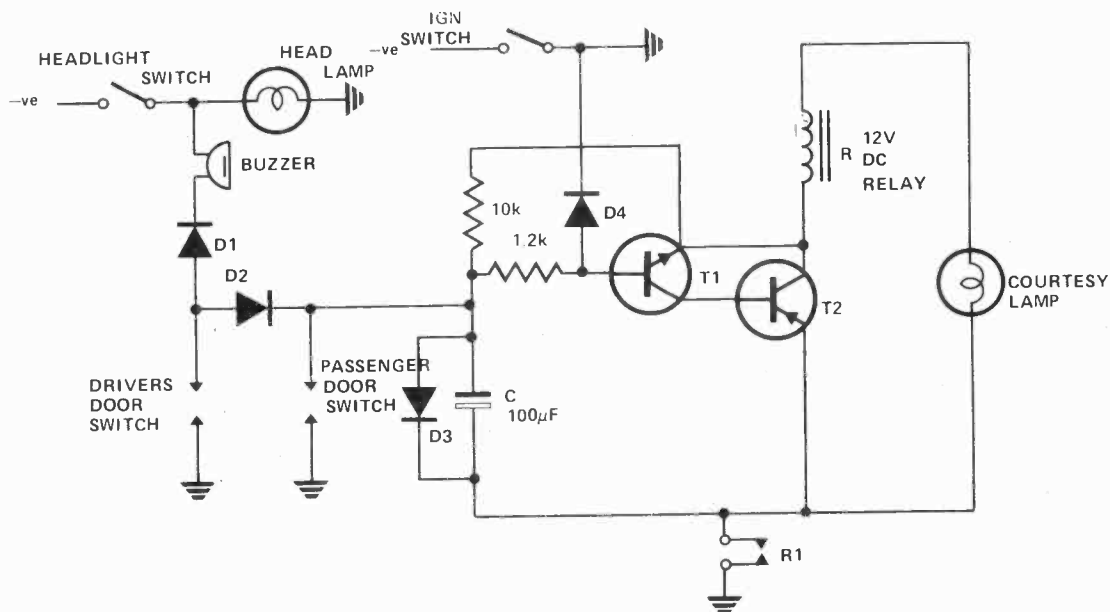 HEADLIGHT
SWITCH
-ve
HEAD
LAMP
BUZZER
D1
D2
DRIVERS
DOOR
SWITCH
PASSENGER
DOOR
SWITCH
D3
C
100µF
IGN
SWITCH
-ve
10k
1.2k
D4
T1
T2
R
12V
DC
RELAY
COURTESY
LAMP
R1